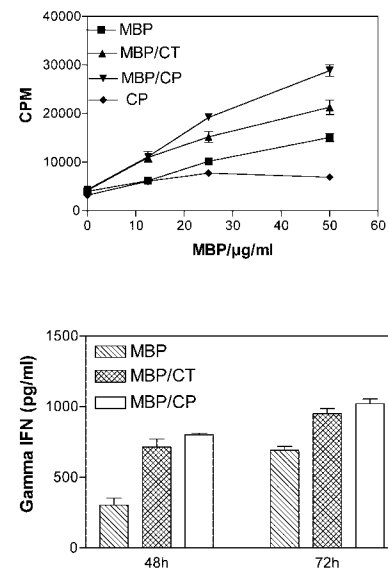 40000
MBP
MBP/CT
30000
MBP/CP
CP
CPM
20000
10000
0
0 10 20 30 40 50 60
MBP/µg/ml
1500
MBP
MBP/CT
1000
MBP/CP
Gamma IFN (pg/ml)
500
0
48h 72h